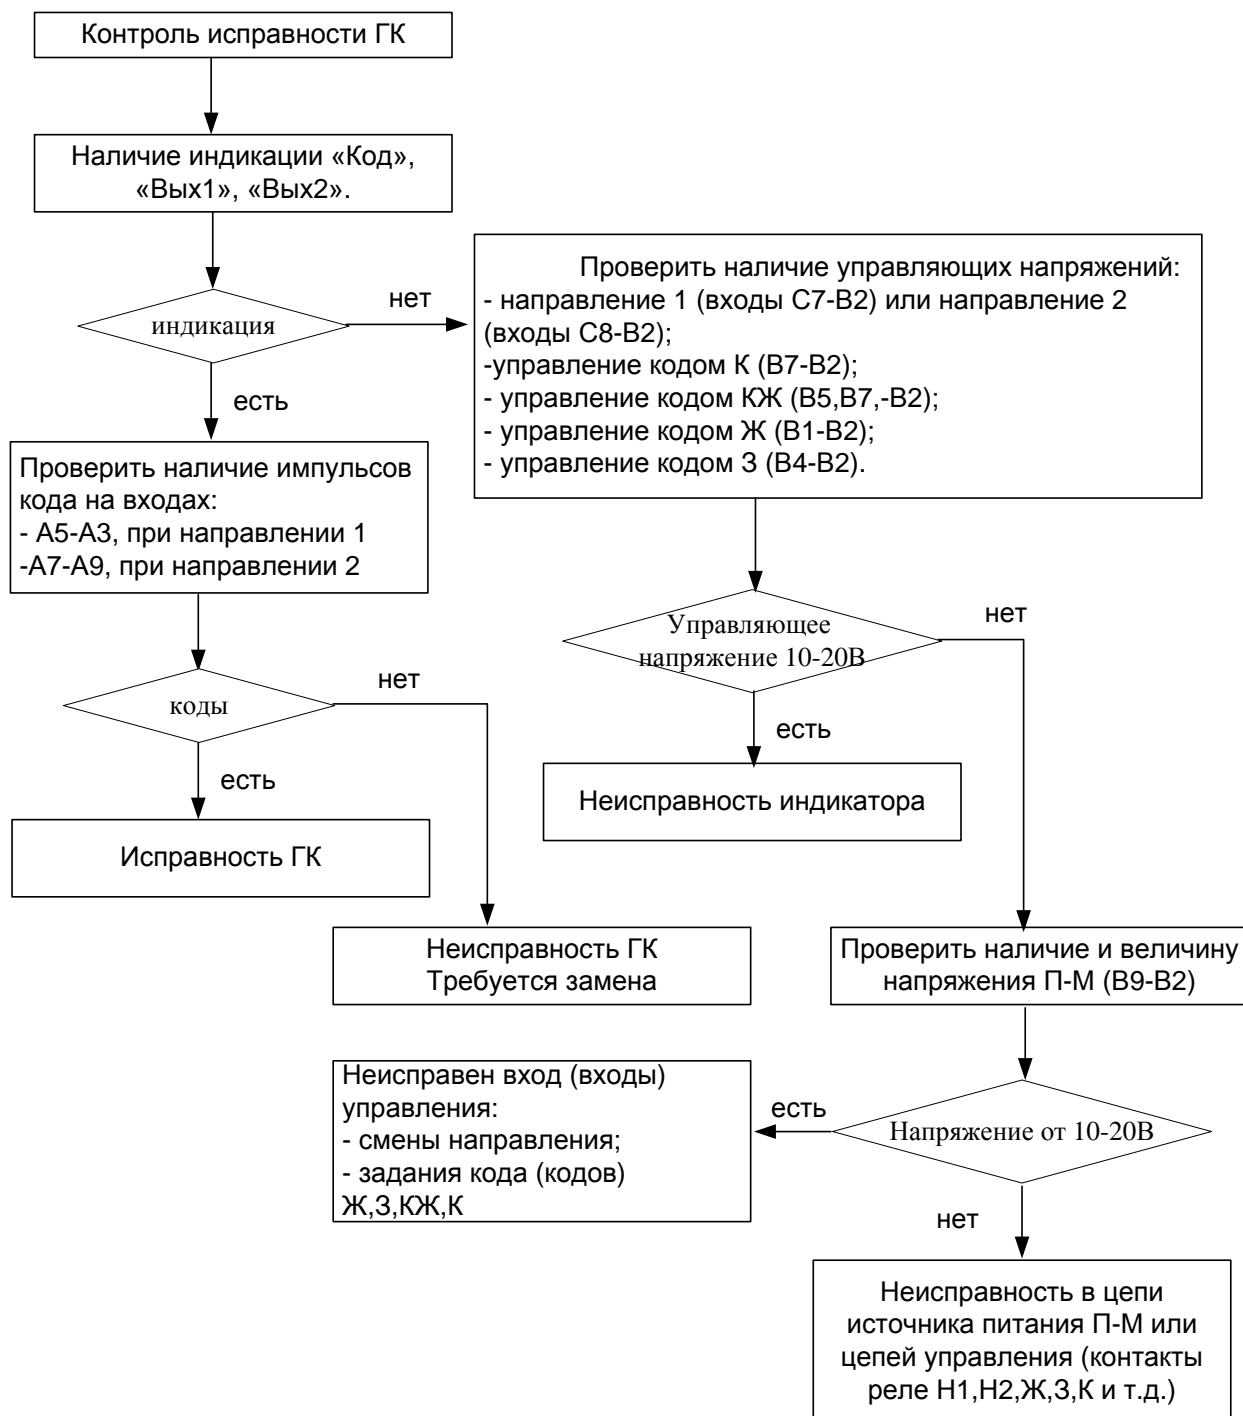 Контроль исправности ГК
Наличие индикации «Код»,
«Вых1», «Вых2».
индикация
нет
есть
Проверить наличие управляющих напряжений:
- направление 1 (входы С7-В2) или направление 2
(входы С8-В2);
-управление кодом К (В7-В2);
- управление кодом КЖ (В5,В7,-В2);
- управление кодом Ж (В1-В2);
- управление кодом З (В4-В2).
Проверить наличие импульсов
кода на входах:
- А5-А3, при направлении 1
-А7-А9, при направлении 2
Управляющее
напряжение 10-20В
нет
есть
коды
нет
есть
Неисправность индикатора
Исправность ГК
Неисправность ГК
Требуется замена
Проверить наличие и величину
напряжения П-М (В9-В2)
Напряжение от 10-20В
есть
нет
Неисправен вход (входы)
управления:
- смены направления;
- задания кода (кодов)
Ж,З,КЖ,К
Неисправность в цепи
источника питания П-М или
цепей управления (контакты
реле Н1,Н2,Ж,З,К и т.д.)